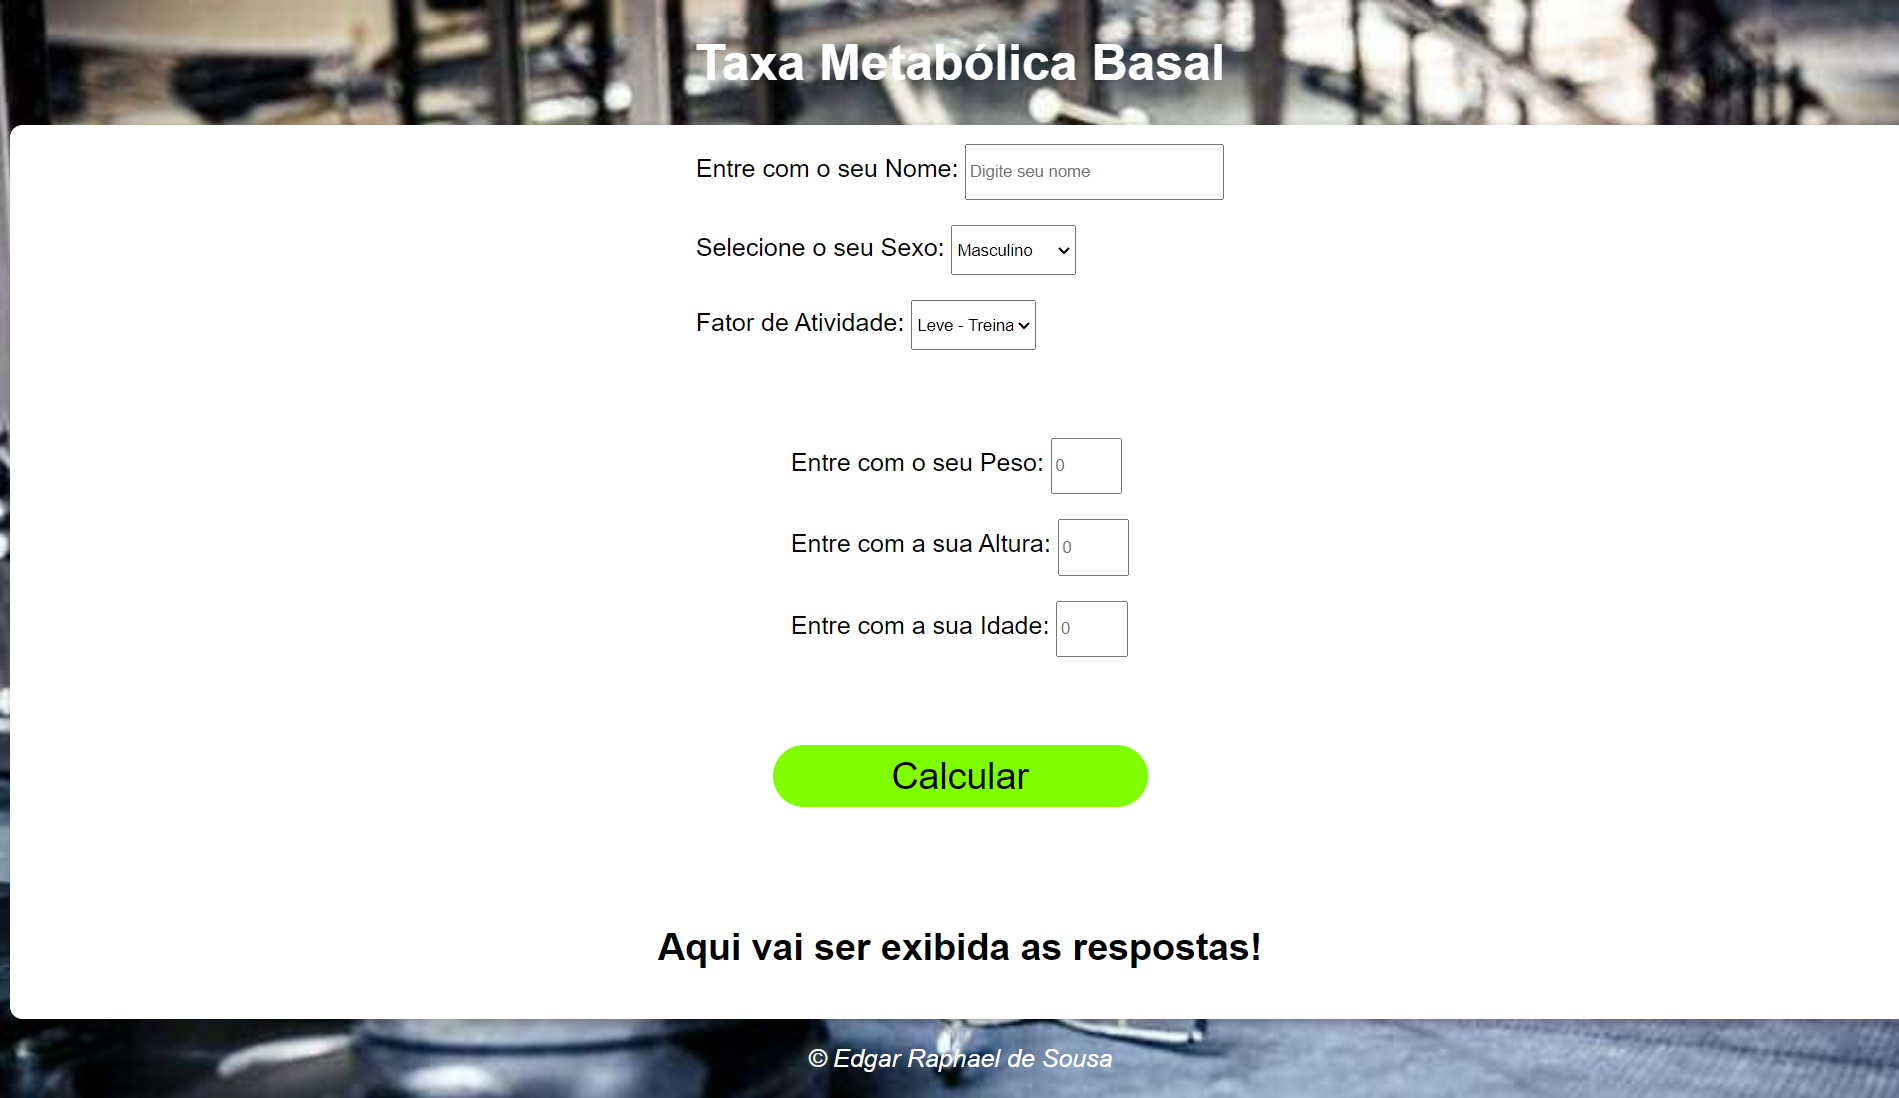 Taxa Metabólica Basal
Entre com o seu Nome: Digite seu nome
Selecione o seu Sexo: Masculino
Fator de Atividade: Leve - Treina
Entre com o seu Peso: 0
Entre com a sua Altura: 0
Entre com a sua Idade: 0
Calcular
Aqui vai ser exibida as respostas!
© Edgar Raphael de Sousa